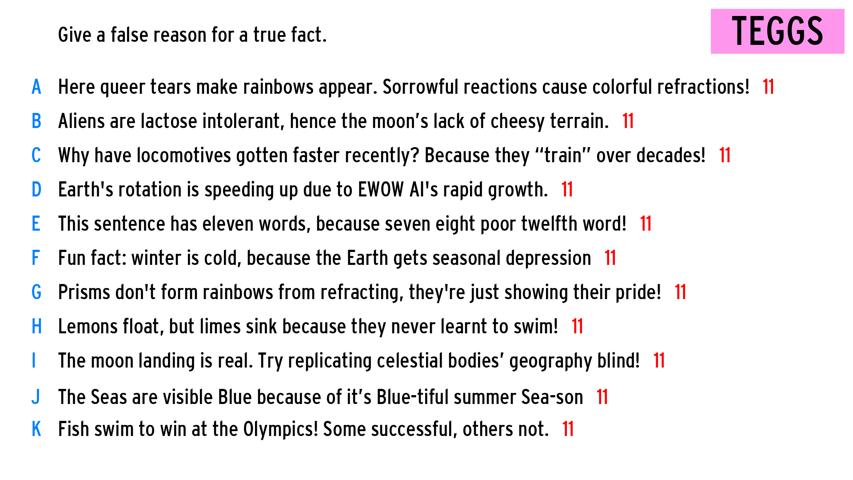 Give a false reason for a true fact.
TEGGS
A Here queer tears make rainbows appear. Sorrowful reactions cause colorful refractions! 11
B Aliens are lactose intolerant, hence the moon’s lack of cheesy terrain. 11
C Why have locomotives gotten faster recently? Because they “train” over decades! 11
D Earth's rotation is speeding up due to EWOW AI's rapid growth. 11
E This sentence has eleven words, because seven eight poor twelfth word! 11
F Fun fact: winter is cold, because the Earth gets seasonal depression 11
G Prisms don't form rainbows from refracting, they're just showing their pride! 11
H Lemons float, but limes sink because they never learnt to swim! 11
I The moon landing is real. Try replicating celestial bodies’ geography blind! 11
J The Seas are visible Blue because of it’s Blue-tiful summer Sea-son 11
K Fish swim to win at the Olympics! Some successful, others not. 11